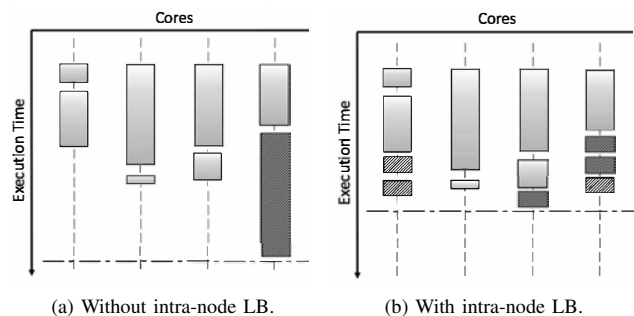 Cores
Execution Time
(a) Without intra-node LB.
Cores
Execution Time
(b) With intra-node LB.